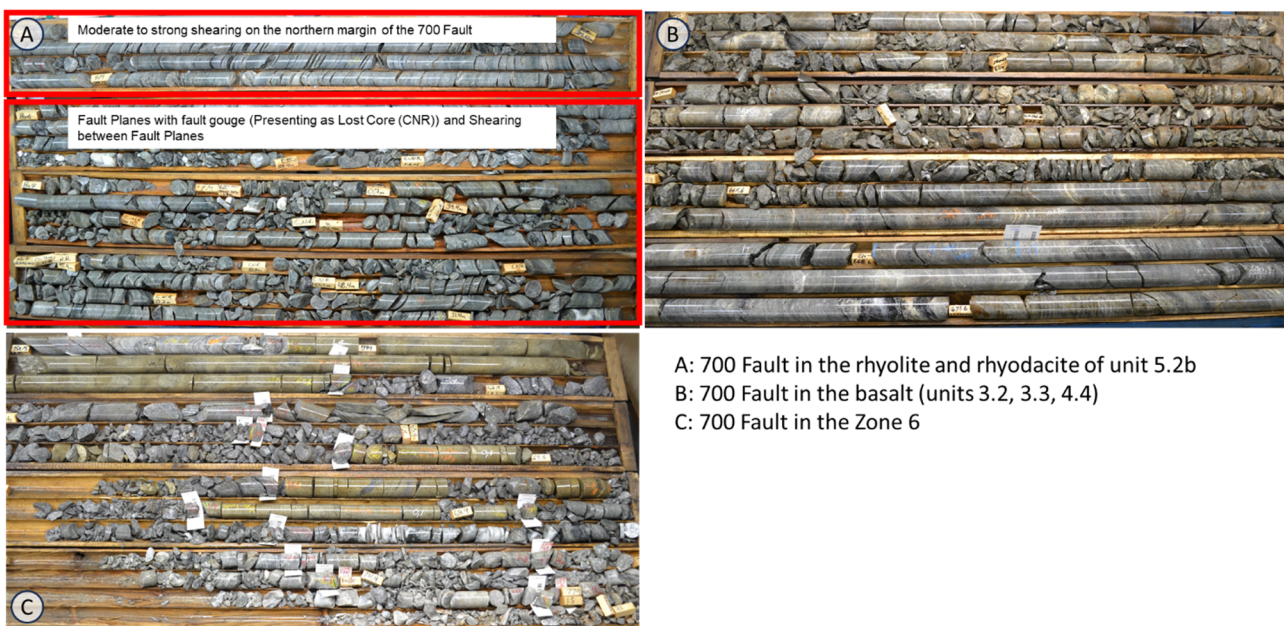 A
Moderate to strong shearing on the northern margin of the 700 Fault
Fault Planes with fault gouge (Presenting as Lost Core (CNR)) and Shearing
between Fault Planes
B
A: 700 Fault in the rhyolite and rhyodacite of unit 5.2b
B: 700 Fault in the basalt (units 3.2, 3.3, 4.4)
C: 700 Fault in the Zone 6
C